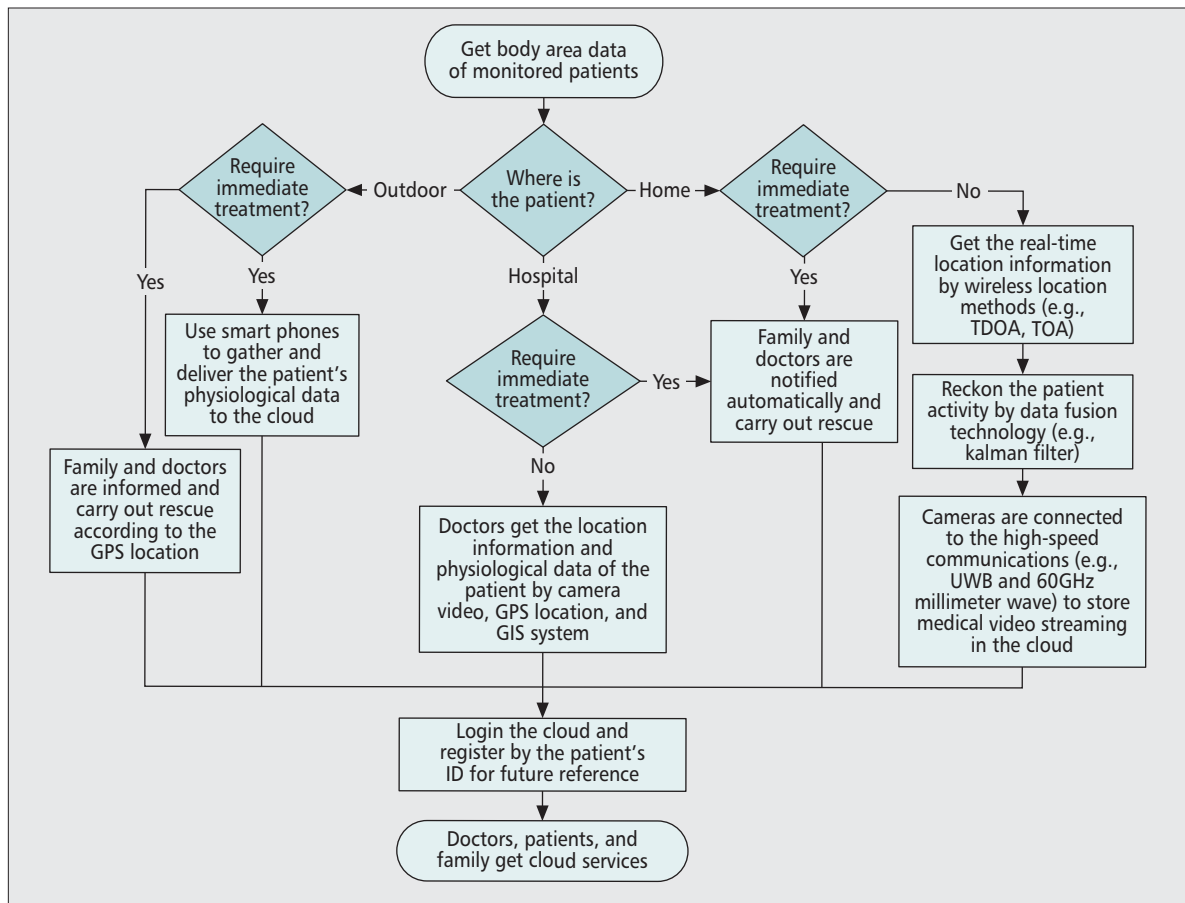 Get body area data
of monitored patients
Where is
the patient?
Outdoor
Home
Hospital
Require
immediate
treatment?
Yes
Yes
Use smart phones
to gather and
deliver the patient's
physiological data
to the cloud
Family and doctors
are informed and
carry out rescue
according to the
GPS location
Require
immediate
treatment?
Yes
No
Doctors get the location
information and
physiological data of the
patient by camera
video, GPS location, and
GIS system
Require
immediate
treatment?
Yes
No
Family and
doctors are
notified
automatically and
carry out rescue
Get the real-time
location information
by wireless location
methods (e.g.,
TDOA, TOA)
Reckon the patient
activity by data fusion
technology (e.g.,
kalman filter)
Cameras are connected
to the high-speed
communications (e.g.,
UWB and 60GHz
millimeter wave) to store
medical video streaming
in the cloud
Login the cloud and
register by the patient's
ID for future reference
Doctors, patients, and
family get cloud services